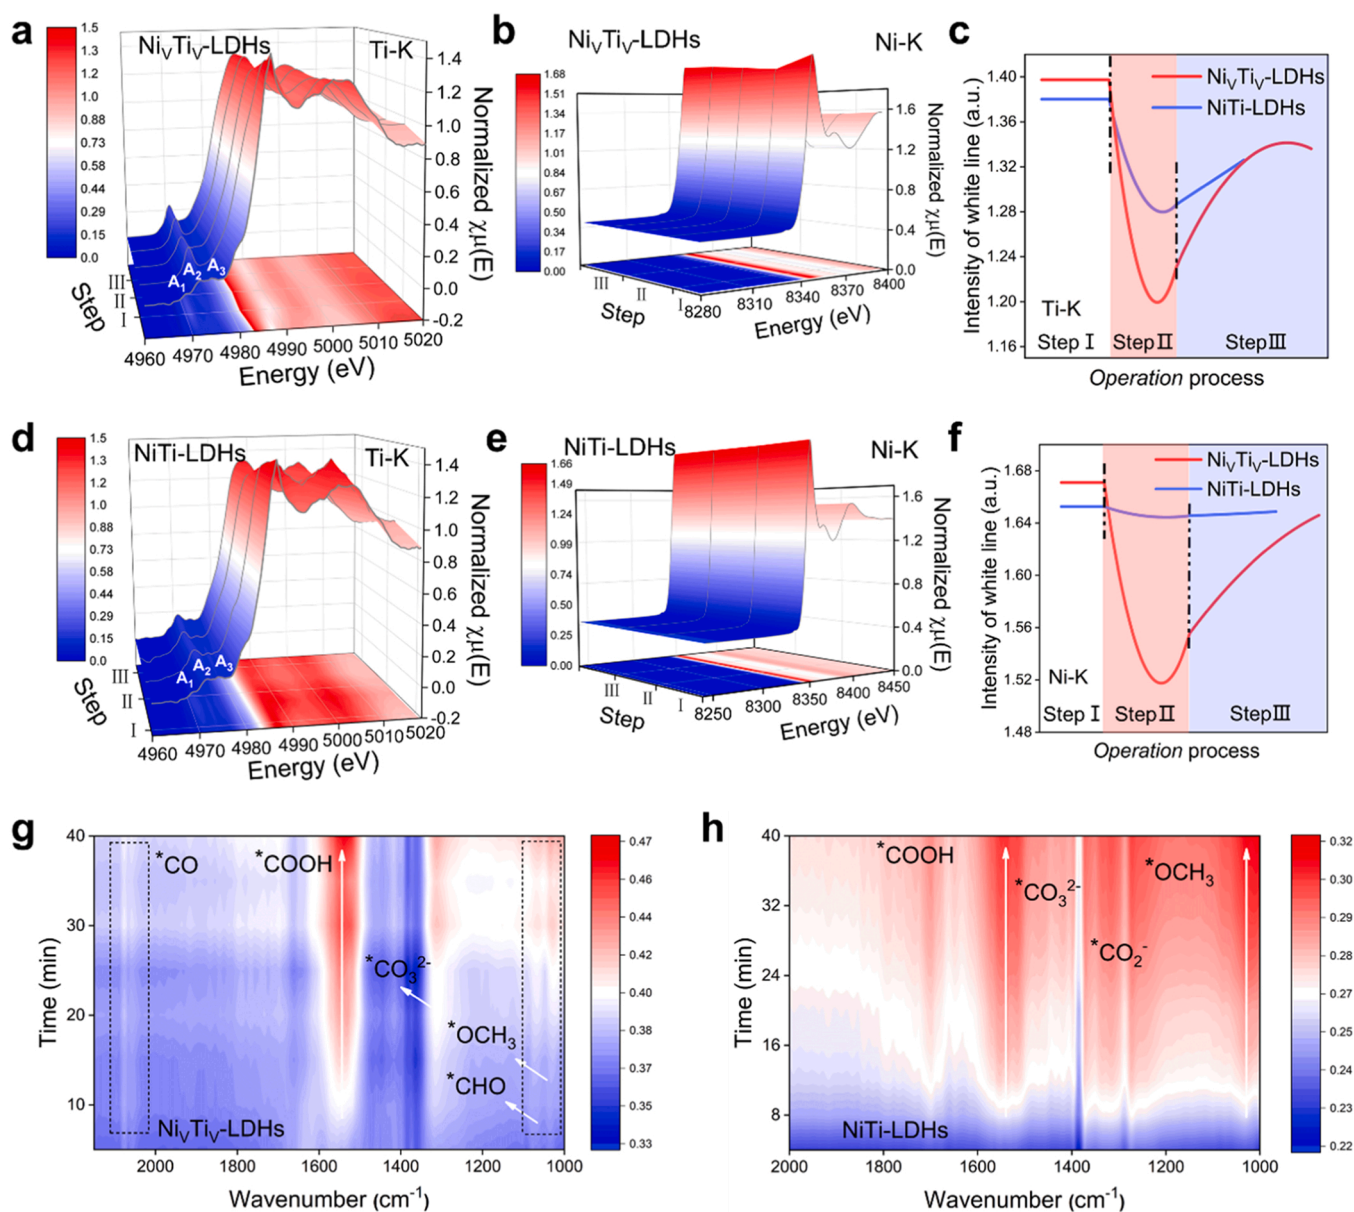 a
Ni_VTi_V-LDHs
Ti-K
1.5
1.3
1.2
1.0
0.88
0.73
0.58
0.44
0.29
0.15
0.0
1.4
1.2
1.0
0.8
0.6
0.4
0.2
0.0
-0.2
Normalized χμ(E)
A1
A2
A3
III
II
I
Step
4960
4970
4980
4990
5000
5010
5020
Energy (eV)
b
Ni_VTi_V-LDHs
Ni-K
1.68
1.51
1.34
1.17
1.01
0.84
0.67
0.50
0.34
0.17
0.00
1.6
1.2
0.8
0.4
0.0
Normalized χμ(E)
III
II
I
Step
8280
8310
8340
8370
8400
Energy (eV)
c
Intensity of white line (a.u.)
1.40
1.36
1.32
1.28
1.24
1.20
1.16
Ni_VTi_V-LDHs
NiTi-LDHs
Ti-K
Step I
Step II
Step III
Operation process
d
NiTi-LDHs
Ti-K
1.5
1.3
1.2
1.0
0.88
0.73
0.58
0.44
0.29
0.15
0.0
1.4
1.2
1.0
0.8
0.6
0.4
0.2
0.0
-0.2
Normalized χμ(E)
A1
A2
A3
III
II
I
Step
4960
4970
4980
4990
5000
5010
5020
Energy (eV)
e
NiTi-LDHs
Ni-K
1.66
1.49
1.24
0.99
0.74
0.50
0.25
0.00
1.6
1.2
0.8
0.4
0.0
Normalized χμ(E)
III
II
I
Step
8250
8300
8350
8400
8450
Energy (eV)
f
Intensity of white line (a.u.)
1.68
1.64
1.60
1.56
1.52
1.48
Ni_VTi_V-LDHs
NiTi-LDHs
Ni-K
Step I
Step II
Step III
Operation process
g
Time (min)
40
30
20
10
*CO
*COOH
*CO3^2-
*OCH3
*CHO
Ni_VTi_V-LDHs
2000
1800
1600
1400
1200
1000
Wavenumber (cm-1)
0.47
0.44
0.42
0.40
0.38
0.37
0.35
0.33
h
Time (min)
40
32
24
16
8
*COOH
*CO3^2-
*CO2^-
*OCH3
NiTi-LDHs
2000
1800
1600
1400
1200
1000
Wavenumber (cm-1)
0.32
0.30
0.29
0.28
0.27
0.25
0.24
0.23
0.22